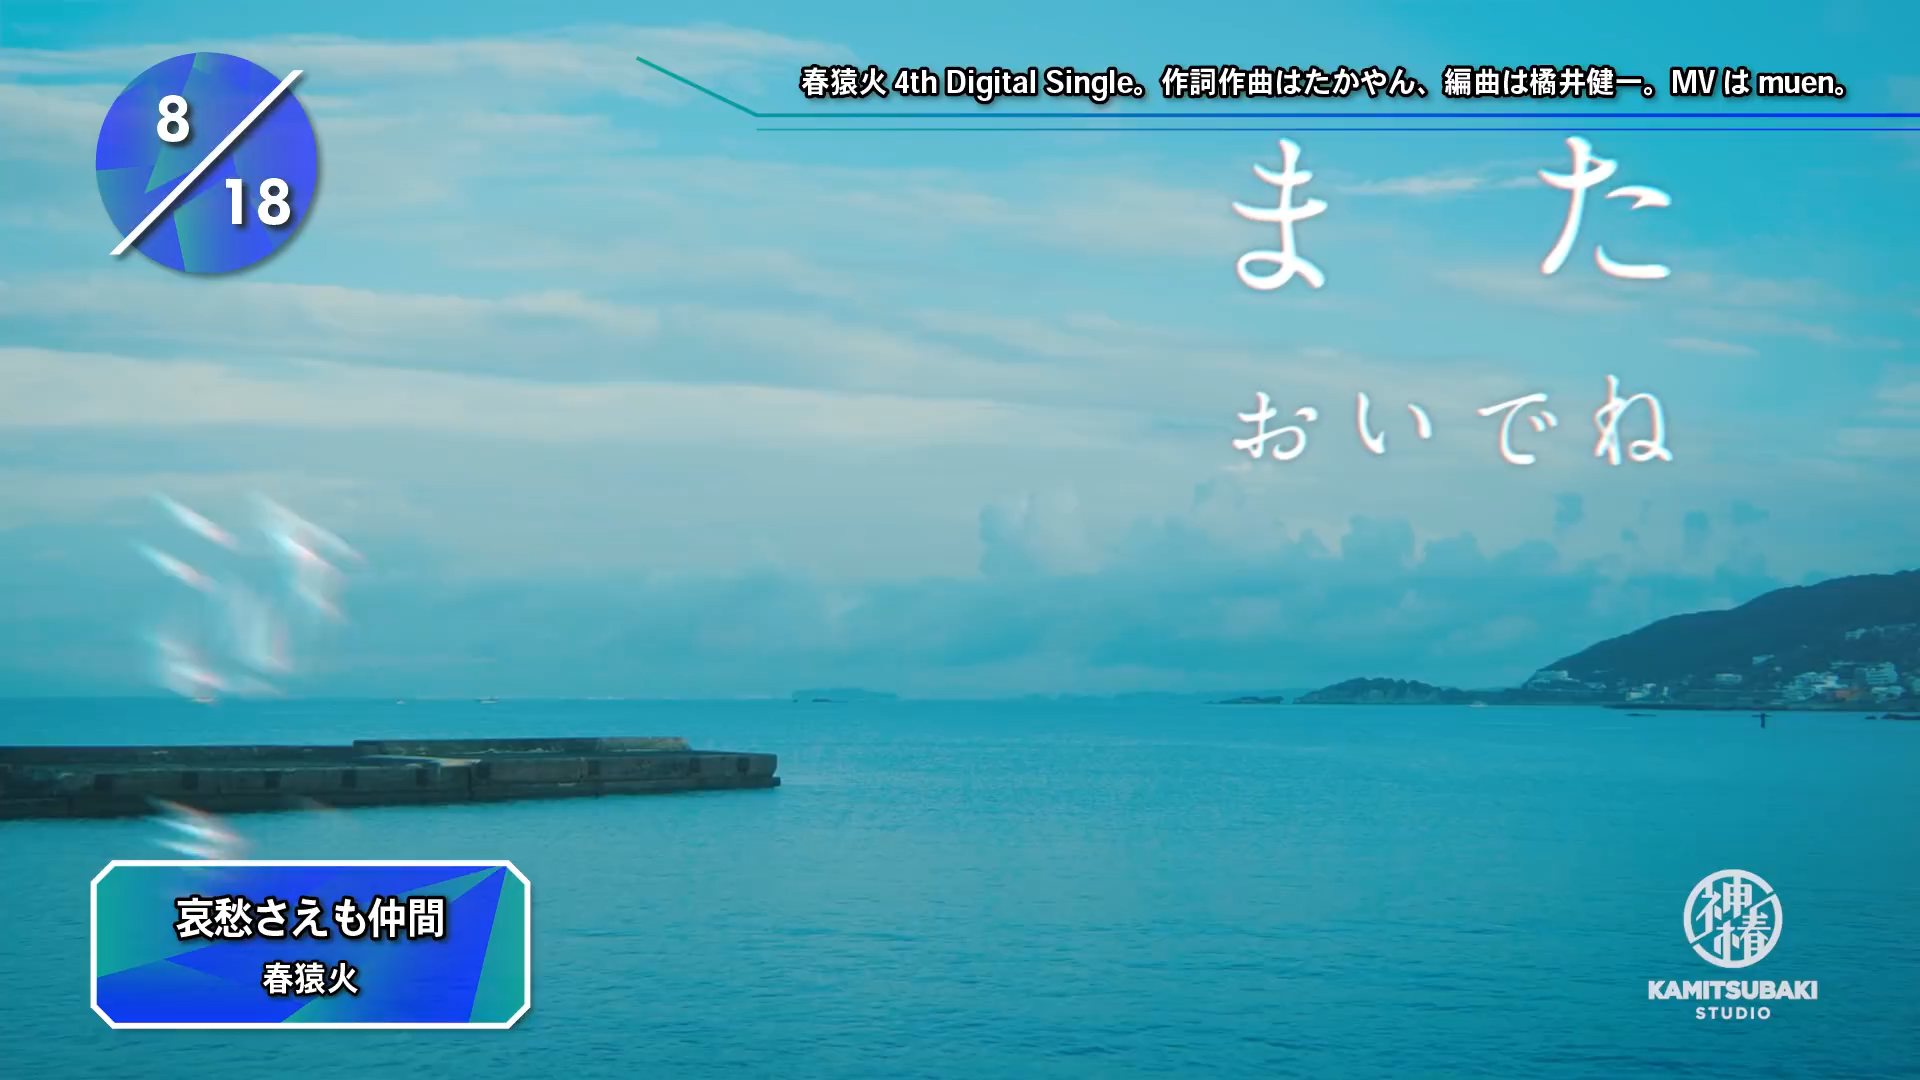 8
18
春猿火 4th Digital Single。作詞作曲はたかやん、編曲は橘井健一。MVは muen。
また
おいでね
哀愁さえも仲間
春猿火
神椿
KAMITSUBAKI
STUDIO